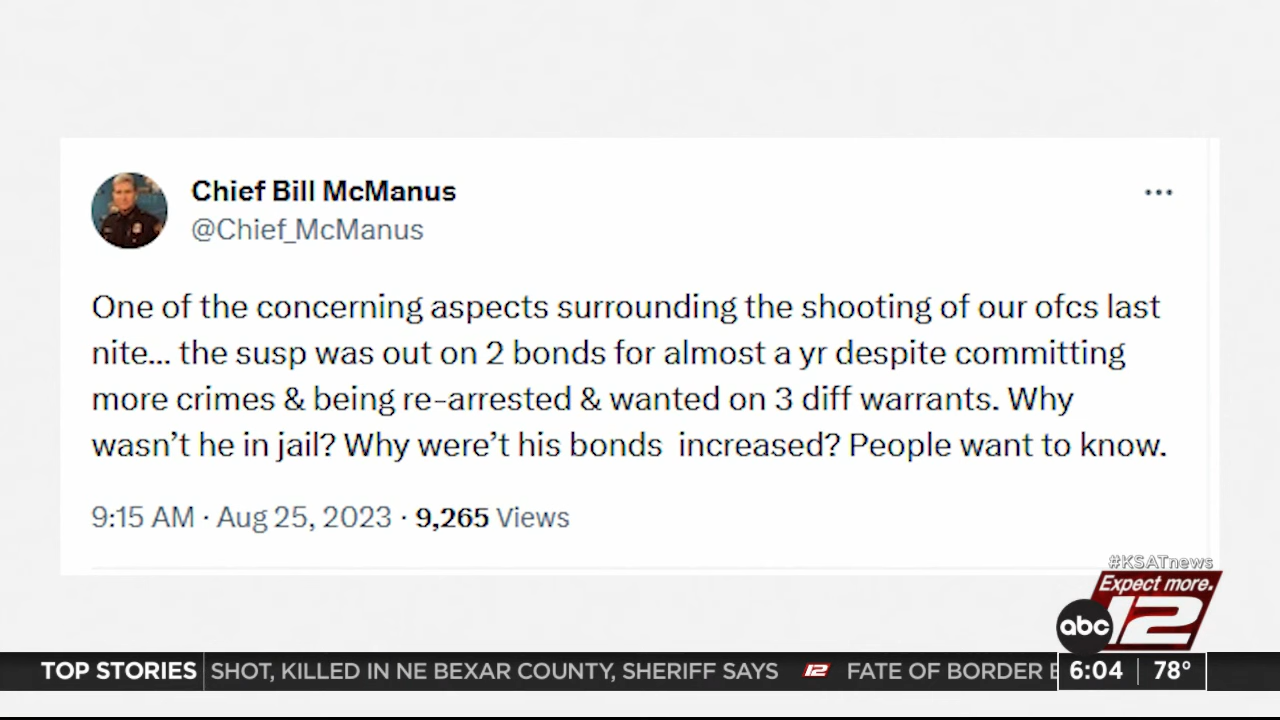 Chief Bill McManus
@Chief_McManus
One of the concerning aspects surrounding the shooting of our ofcs last
nite... the susp was out on 2 bonds for almost a yr despite committing
more crimes & being re-arrested & wanted on 3 diff warrants. Why
wasn't he in jail? Why were't his bonds  increased? People want to know.
9:15 AM · Aug 25, 2023 · 9,265 Views
#KSATnews
Expect more.
abc 12
TOP STORIES SHOT, KILLED IN NE BEXAR COUNTY, SHERIFF SAYS 12 FATE OF BORDER 6:04 78°